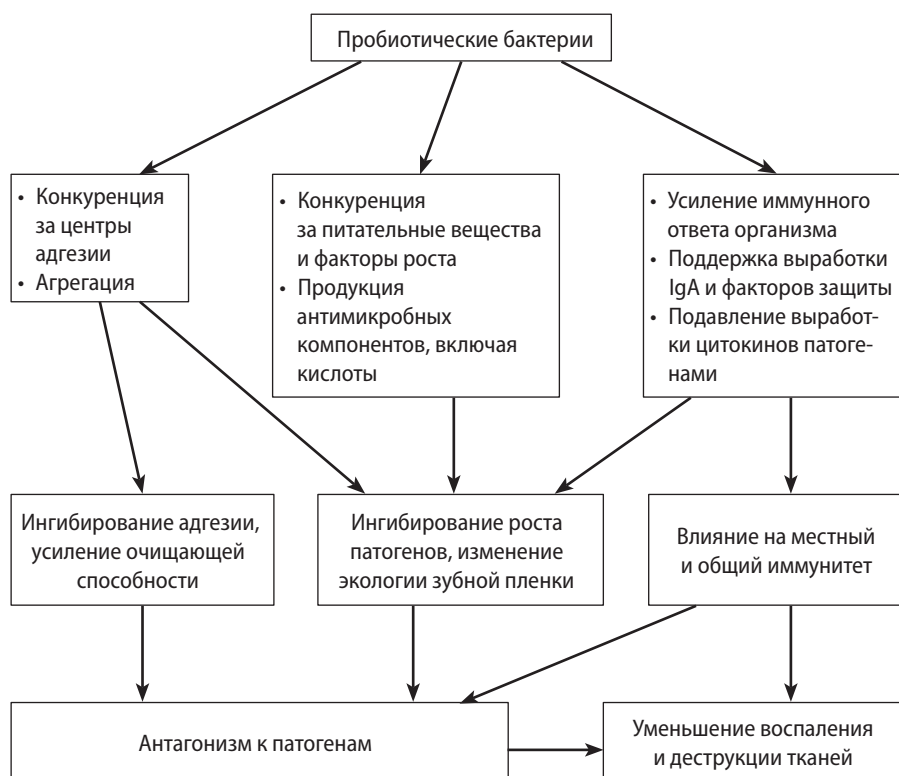 Пробиотические бактерии
• Конкуренция
за центры
адгезии
• Агрегация
• Конкуренция
за питательные вещества
и факторы роста
• Продукция
антимикробных
компонентов, включая
кислоты
• Усиление иммунного
ответа организма
• Поддержка выработки
IgA и факторов защиты
• Подавление выработ-
ки цитокинов патоге-
нами
Ингибирование адгезии,
усиление очищающей
способности
Ингибирование роста
патогенов, изменение
экологии зубной пленки
Влияние на местный
и общий иммунитет
Антагонизм к патогенам
Уменьшение воспаления
и деструкции тканей